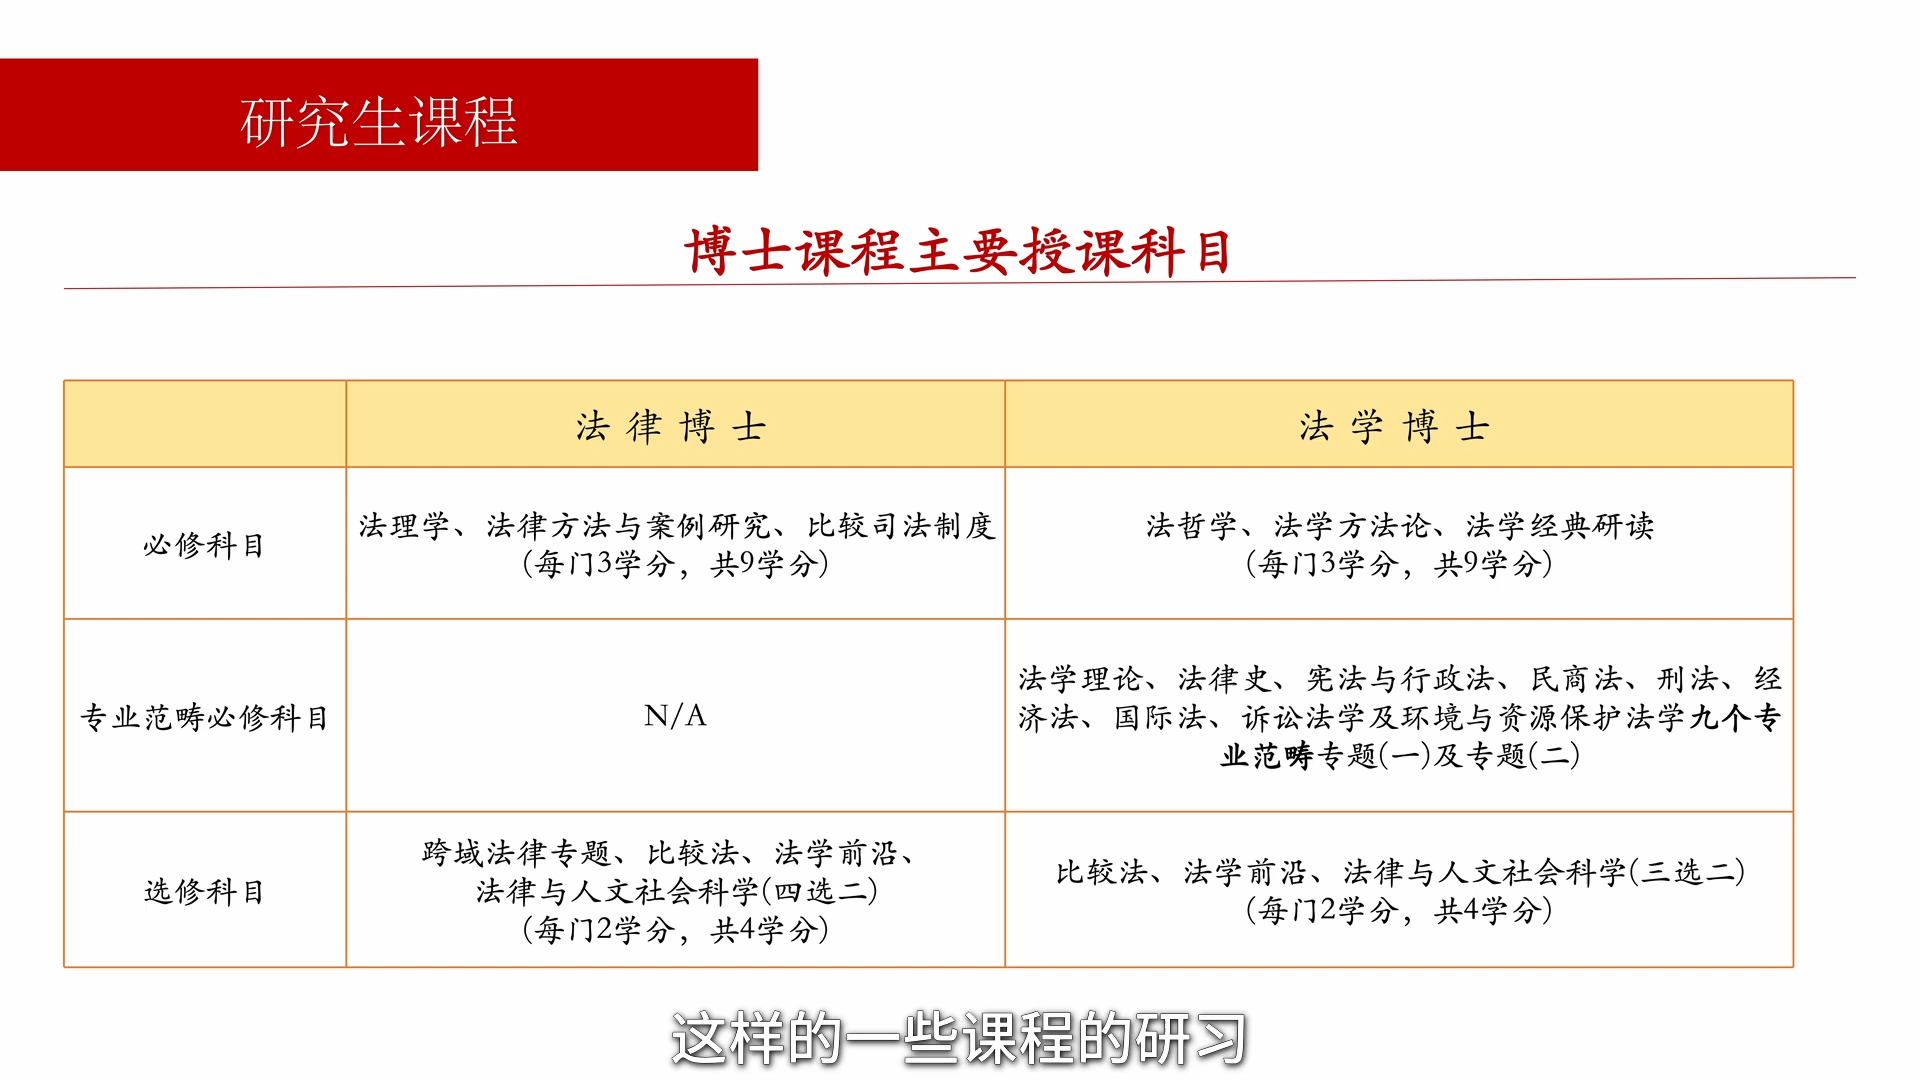 研究生课程
博士课程主要授课科目
法律博士
法学博士
必修科目
法理学、法律方法与案例研究、比较司法制度
(每门3学分，共9学分)
法哲学、法学方法论、法学经典研读
(每门3学分，共9学分)
专业范畴必修科目
N/A
法学理论、法律史、宪法与行政法、民商法、刑法、经
济法、国际法、诉讼法学及环境与资源保护法学九个专
业范畴专题(一)及专题(二)
选修科目
跨域法律专题、比较法、法学前沿、
法律与人文社会科学(四选二)
(每门2学分，共4学分)
比较法、法学前沿、法律与人文社会科学(三选二)
(每门2学分，共4学分)
这样的一些课程的研习